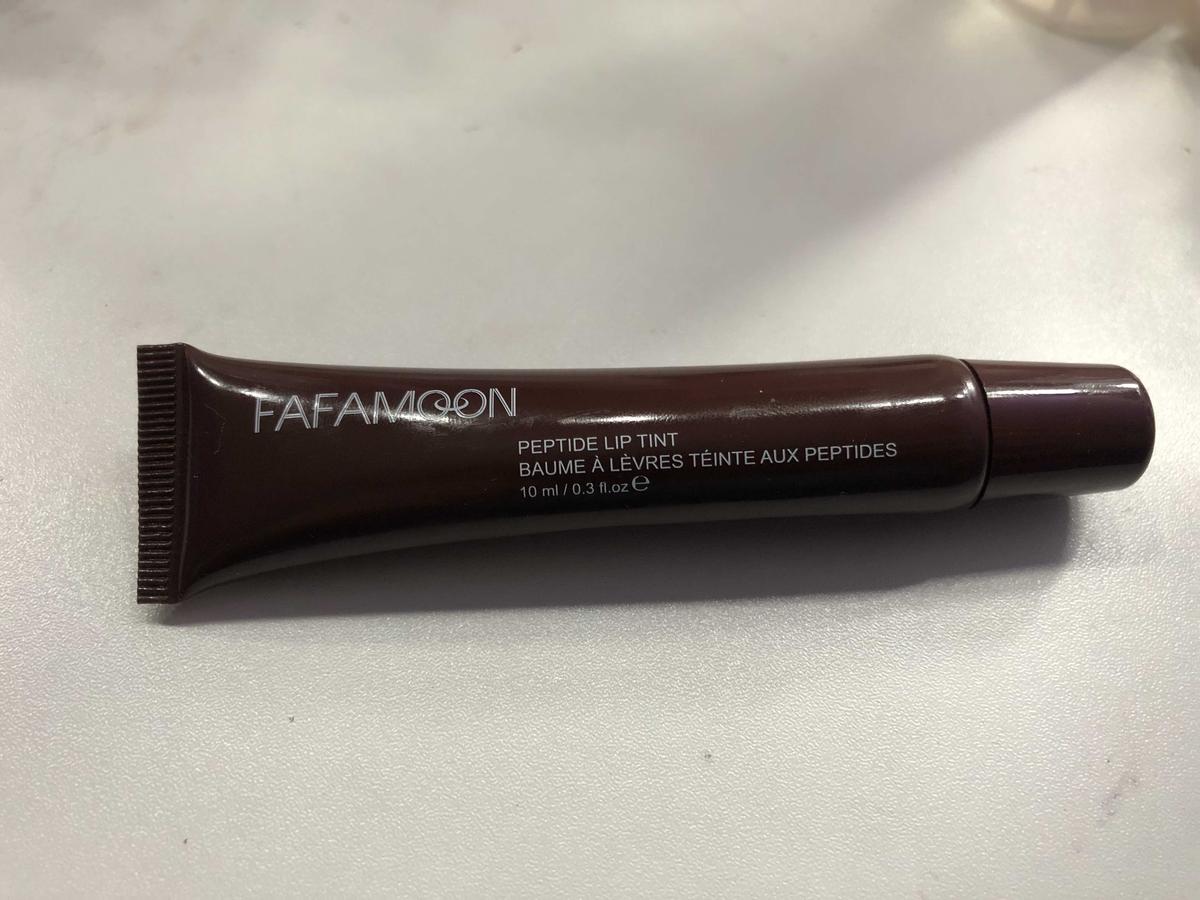 FAFAMOON
PEPTIDE LIP TINT
BAUME À LÈVRES TÉINTE AUX PEPTIDES
10 ml / 0.3 fl.oz ℮